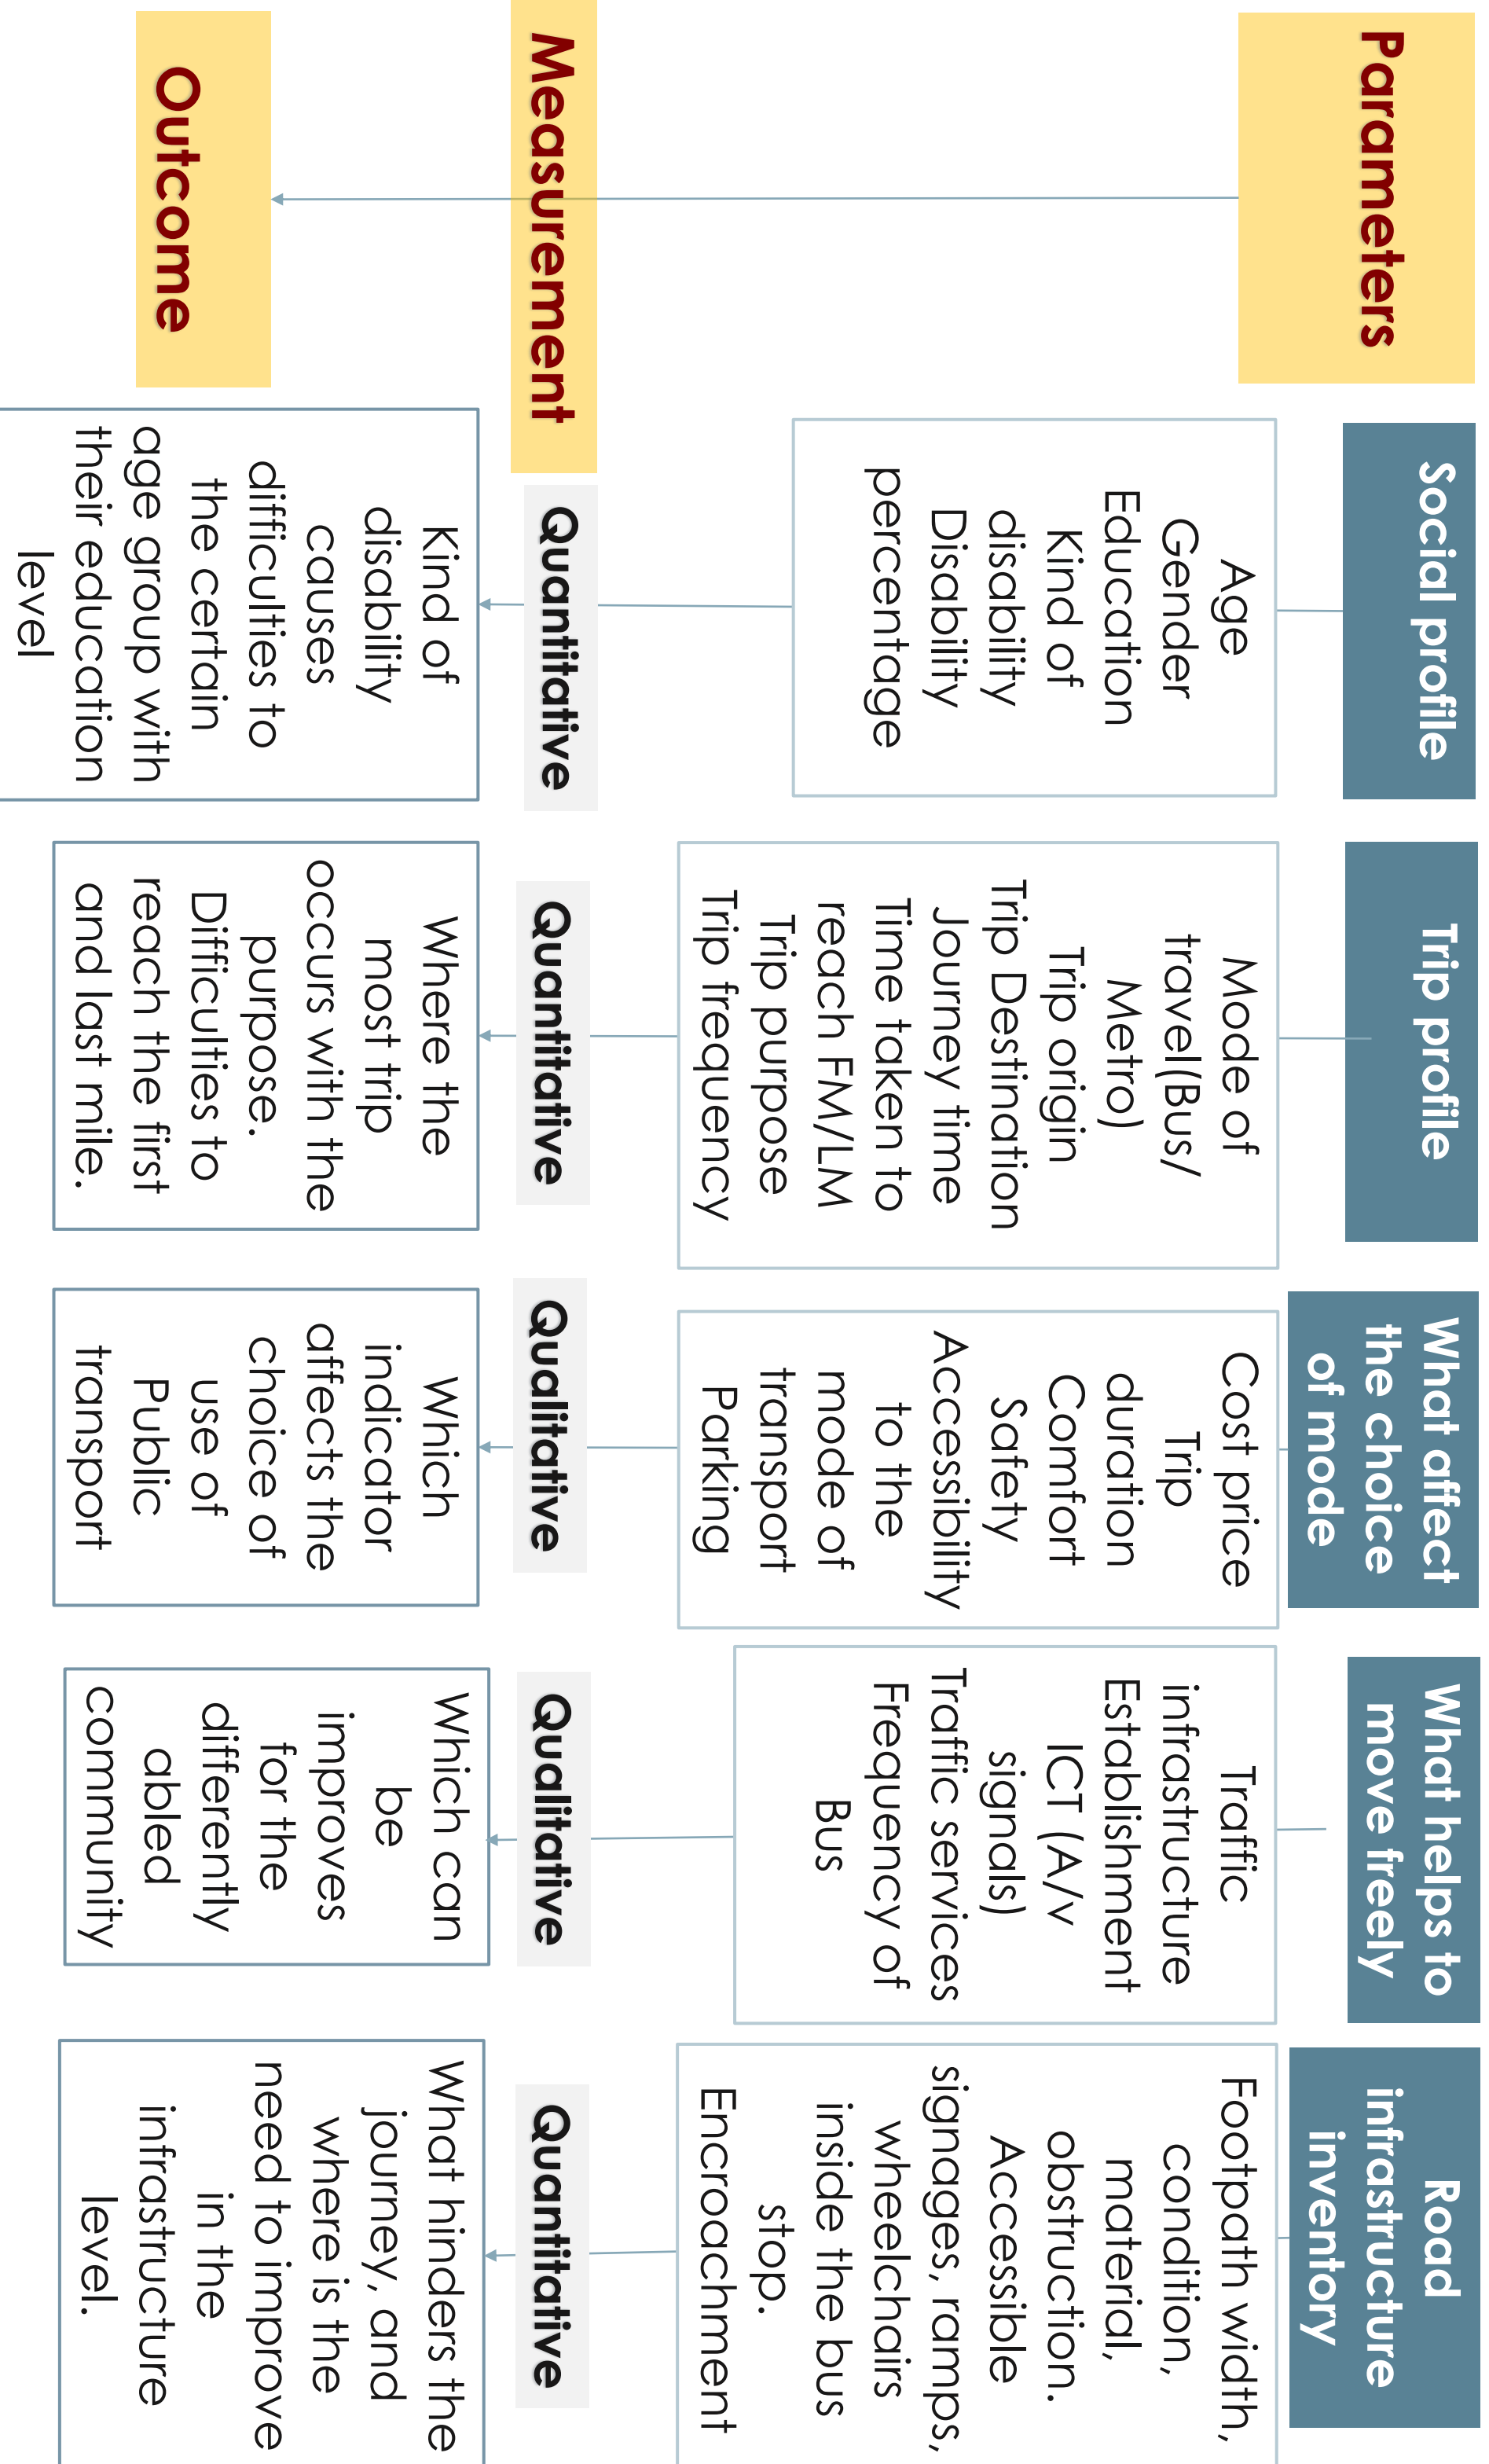 Parameters
Social profile
Trip profile
What affect
the choice
of mode
What helps to
move freely
Road
infrastructure
inventory
Age
Gender
Education
Kind of
disability
Disability
percentage
Mode of
travel(Bus/
Metro)
Trip origin
Trip Destination
Journey time
Time taken to
reach FM/LM
Trip purpose
Trip frequency
Cost price
Trip
duration
Comfort
Safety
Accessibility
to the
mode of
transport
Parking
Traffic
infrastructure
Establishment
ICT (A/v
signals)
Traffic services
Frequency of
Bus
Footpath width,
condition,
material,
obstruction.
Accessible
signages, ramps,
wheelchairs
inside the bus
stop.
Encroachment
Measurement
Quantitative
Quantitative
Qualitative
Qualitative
Quantitative
Outcome
Kind of
disability
causes
difficulties to
the certain
age group with
their education
level
Where the
most trip
occurs with the
purpose.
Difficulties to
reach the first
and last mile.
Which
indicator
affects the
choice of
use of
Public
transport
Which can
be
improves
for the
differently
abled
community
What hinders the
journey, and
where is the
need to improve
in the
infrastructure
level.